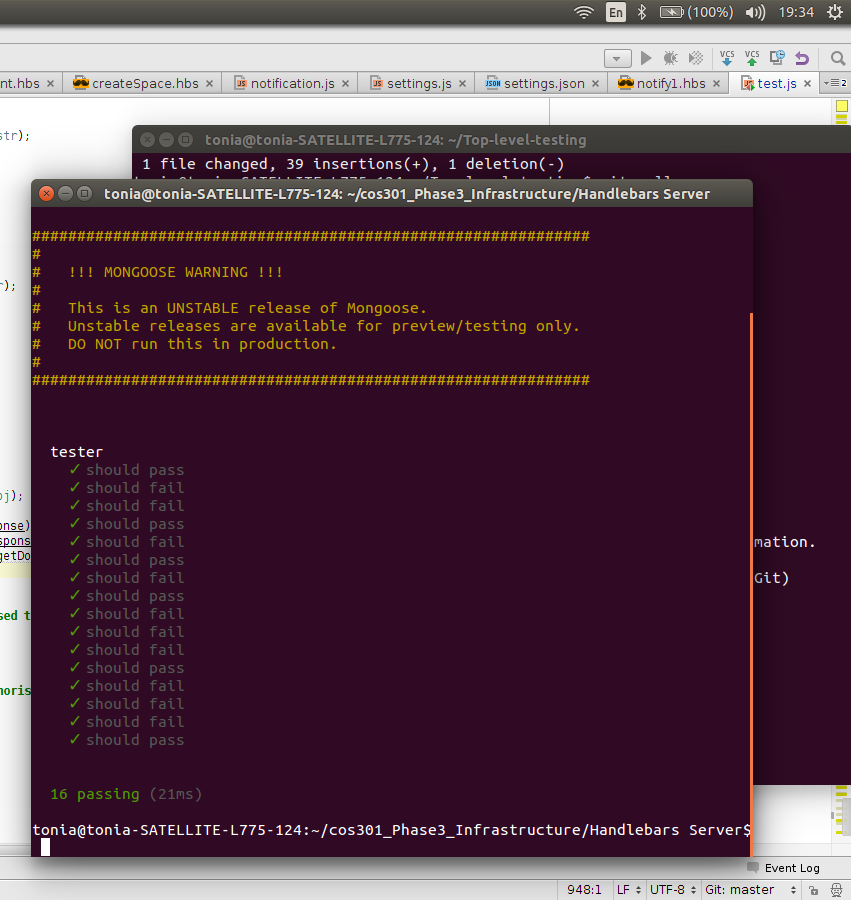 En (100%) 19:34
VCS VCS
nt.hbs createSpace.hbs notification.js settings.js settings.json notify1.hbs test.js 2
str);
tonia@tonia-SATELLITE-L775-124: ~/Top-level-testing
1 file changed, 39 insertions(+), 1 deletion(-)
tonia@tonia-SATELLITE-L775-124: ~/cos301_Phase3_Infrastructure/Handlebars Server
##############################################################
#
# !!! MONGOOSE WARNING !!!
#
r);
# This is an UNSTABLE release of Mongoose.
# Unstable releases are available for preview/testing only.
# DO NOT run this in production.
#
##############################################################
tester
✓ should pass
✓ should fail
bj);
✓ should fail
✓ should pass
onse)
✓ should fail
spons
mation.
getDo
✓ should pass
✓ should fail
Git)
✓ should pass
✓ should fail
sed t
✓ should fail
✓ should fail
✓ should pass
✓ should fail
horis
✓ should fail
✓ should fail
✓ should pass
16 passing (21ms)
tonia@tonia-SATELLITE-L775-124:~/cos301_Phase3_Infrastructure/Handlebars Server$
Event Log
948:1 LF UTF-8 Git: master